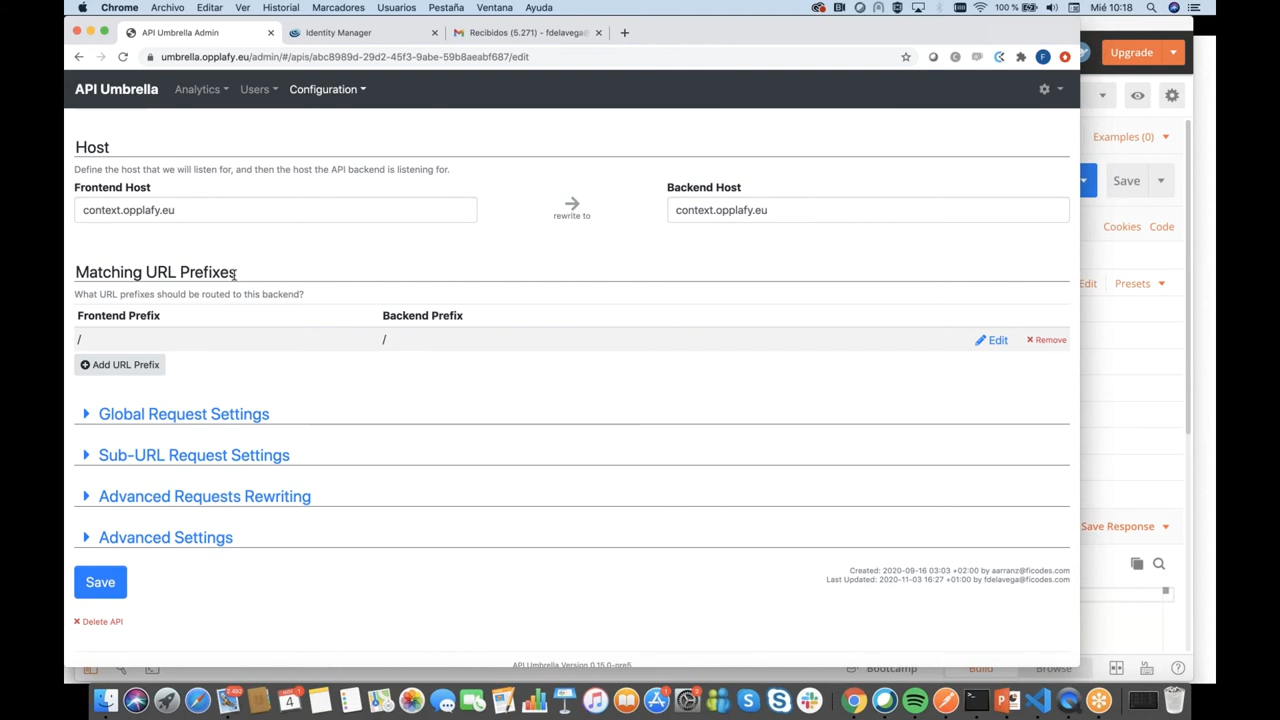 Chrome Archivo Editar Ver Historial Marcadores Usuarios Pestaña Ventana Ayuda 100 % Mié 10:18
API Umbrella Admin Identity Manager Recibidos (5.271) - fdelavega@
umbrella.opplafy.eu/admin/#/apis/abc8989d-29d2-45f3-9abe-59b8aeabf687/edit
Upgrade
API Umbrella Analytics Users Configuration
Host
Define the host that we will listen for, and then the host the API backend is listening for.
Frontend Host Backend Host
context.opplafy.eu rewrite to context.opplafy.eu
Matching URL Prefixes
What URL prefixes should be routed to this backend?
Frontend Prefix Backend Prefix
/ / Edit Remove
Add URL Prefix
Global Request Settings
Sub-URL Request Settings
Advanced Requests Rewriting
Advanced Settings
Save
Created: 2020-09-16 03:03 +02:00 by aarranz@ficodes.com
Last Updated: 2020-11-03 16:27 +01:00 by fdelavega@ficodes.com
Delete API
API Umbrella Version 0.15.0-pre5
Examples (0)
Save
Cookies Code
Edit Presets
Save Response
Bootcamp Build Browse
2.492 NOV 4 1